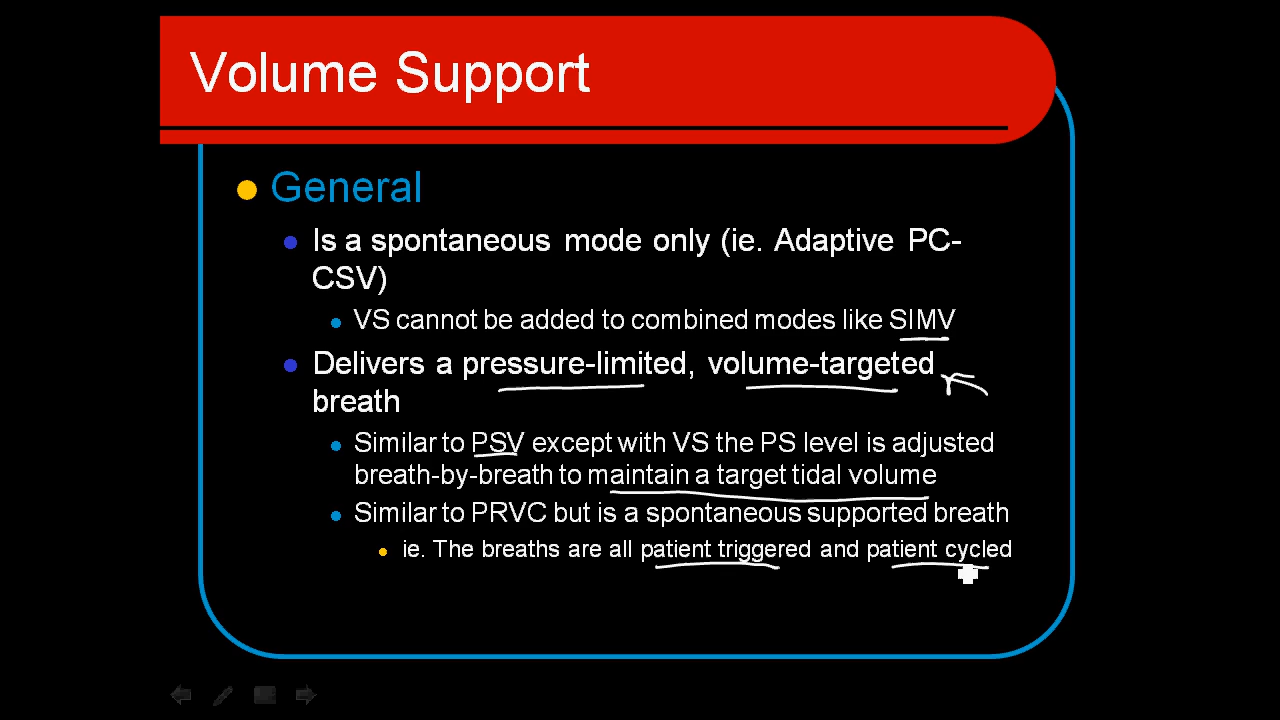 Volume Support
General
Is a spontaneous mode only (ie. Adaptive PC-
CSV)
VS cannot be added to combined modes like SIMV
Delivers a pressure-limited, volume-targeted
breath
Similar to PSV except with VS the PS level is adjusted
breath-by-breath to maintain a target tidal volume
Similar to PRVC but is a spontaneous supported breath
ie. The breaths are all patient triggered and patient cycled